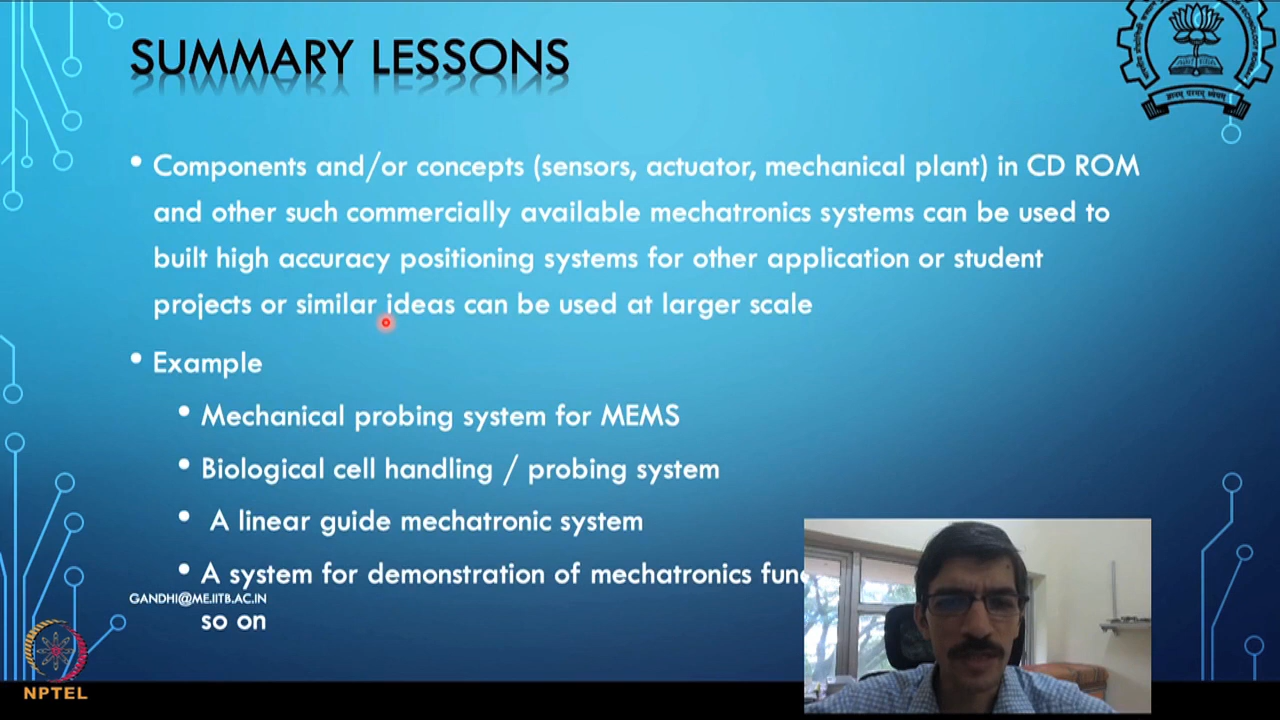 SUMMARY LESSONS
• Components and/or concepts (sensors, actuator, mechanical plant) in CD ROM
and other such commercially available mechatronics systems can be used to
built high accuracy positioning systems for other application or student
projects or similar ideas can be used at larger scale
• Example
• Mechanical probing system for MEMS
• Biological cell handling / probing system
• A linear guide mechatronic system
• A system for demonstration of mechatronics
so on
GANDHI@ME.IITB.AC.IN
NPTEL